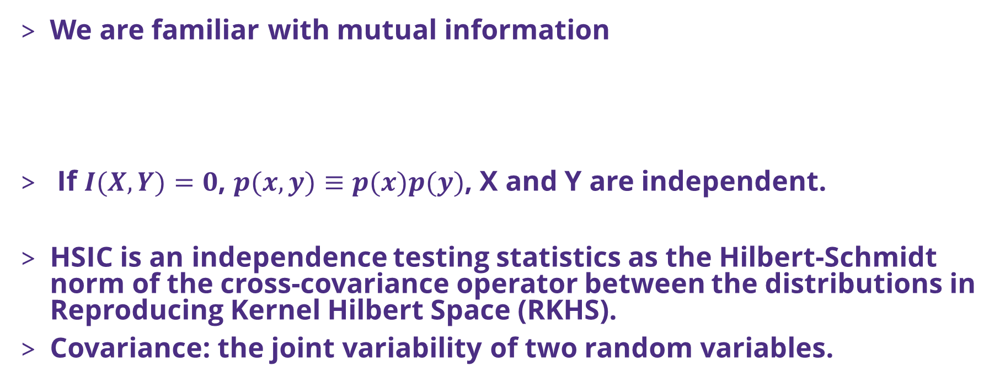 > We are familiar with mutual information
> If I(X, Y) = 0, p(x, y) ≡ p(x)p(y), X and Y are independent.
> HSIC is an independence testing statistics as the Hilbert-Schmidt
norm of the cross-covariance operator between the distributions in
Reproducing Kernel Hilbert Space (RKHS).
> Covariance: the joint variability of two random variables.